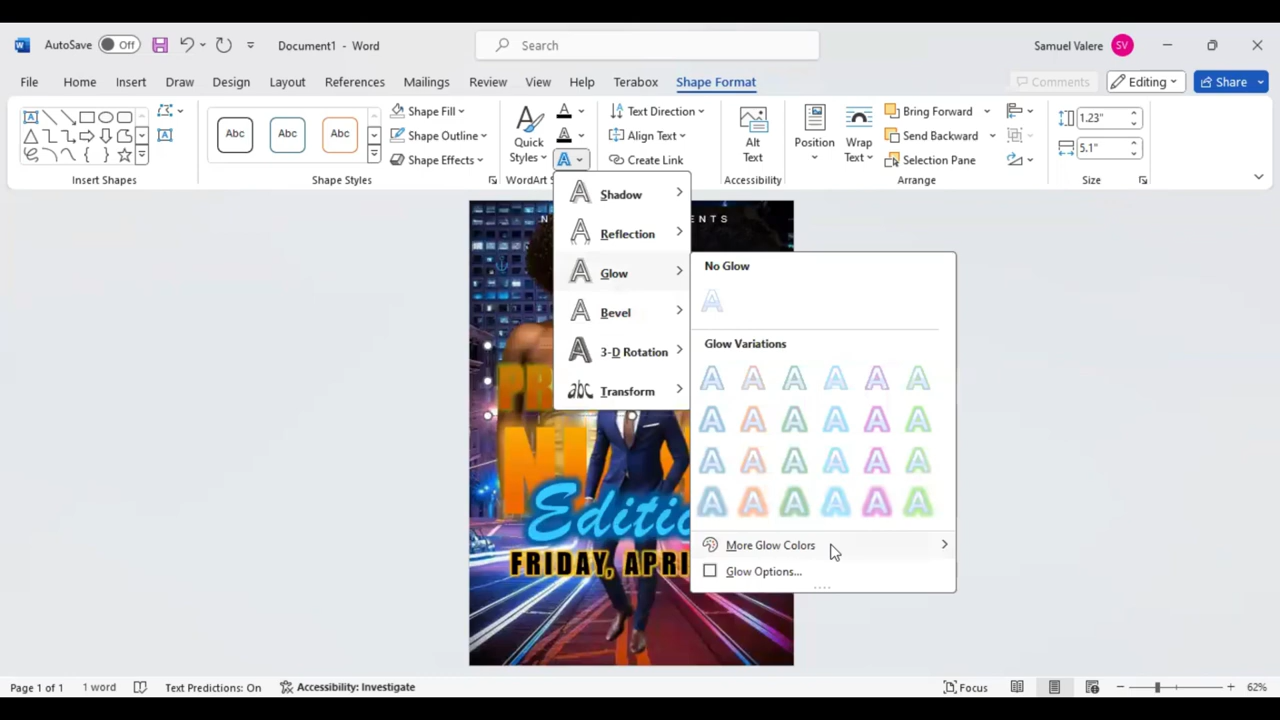 AutoSave Off Document1 - Word Search Samuel Valere SV
File Home Insert Draw Design Layout References Mailings Review View Help Terabox Shape Format Comments Editing Share
Abc Abc Abc
Shape Fill
Shape Outline
Shape Effects
Quick Styles
Text Direction
Align Text
Create Link
Alt Text
Position
Wrap Text
Bring Forward
Send Backward
Selection Pane
1.23"
5.1"
Insert Shapes Shape Styles WordArt S Accessibility Arrange Size
Shadow
Reflection
Glow
Bevel
3-D Rotation
abc Transform
No Glow
Glow Variations
More Glow Colors
Glow Options...
N ENTS
PR
NI
Editio
FRIDAY, APRI
Page 1 of 1 1 word Text Predictions: On Accessibility: Investigate Focus 62%